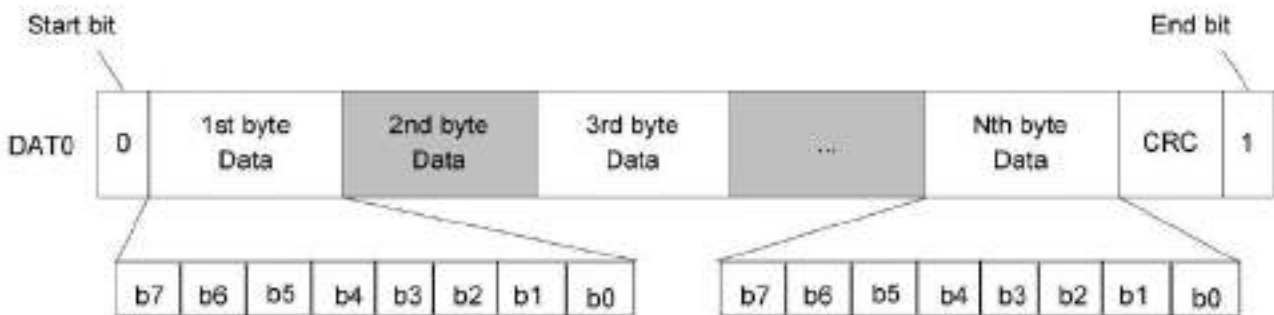 Start bit
End bit
DAT0
0
1st byte
Data
2nd byte
Data
3rd byte
Data
...
Nth byte
Data
CRC
1
b7 b6 b5 b4 b3 b2 b1 b0
b7 b6 b5 b4 b3 b2 b1 b0